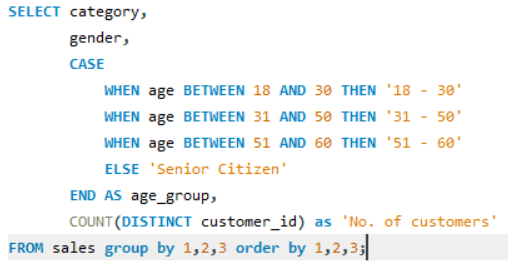 SELECT category,
gender,
CASE
WHEN age BETWEEN 18 AND 30 THEN '18 - 30'
WHEN age BETWEEN 31 AND 50 THEN '31 - 50'
WHEN age BETWEEN 51 AND 60 THEN '51 - 60'
ELSE 'Senior Citizen'
END AS age_group,
COUNT(DISTINCT customer_id) as 'No. of customers'
FROM sales group by 1,2,3 order by 1,2,3;